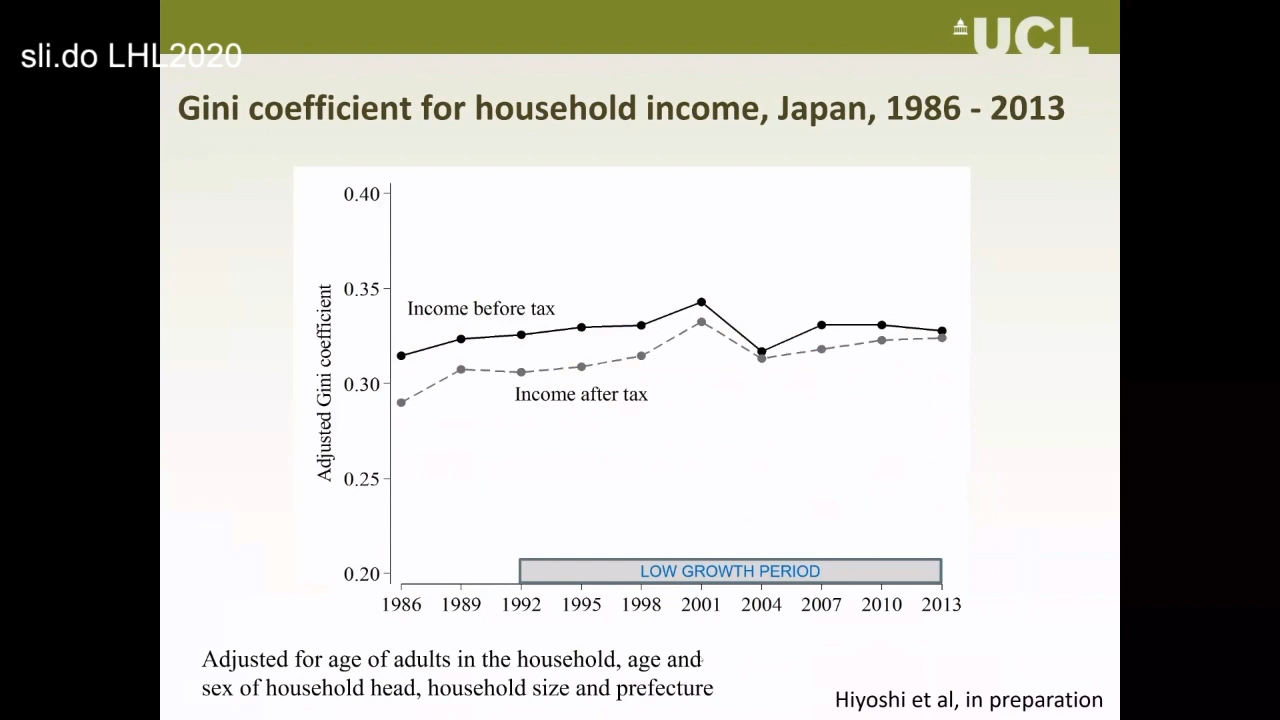 UCL
sli.do LHL2020
Gini coefficient for household income, Japan, 1986 - 2013
0.40
0.35
0.30
0.25
0.20
Adjusted Gini coefficient
Income before tax
Income after tax
LOW GROWTH PERIOD
1986 1989 1992 1995 1998 2001 2004 2007 2010 2013
Adjusted for age of adults in the household, age and
sex of household head, household size and prefecture
Hiyoshi et al, in preparation